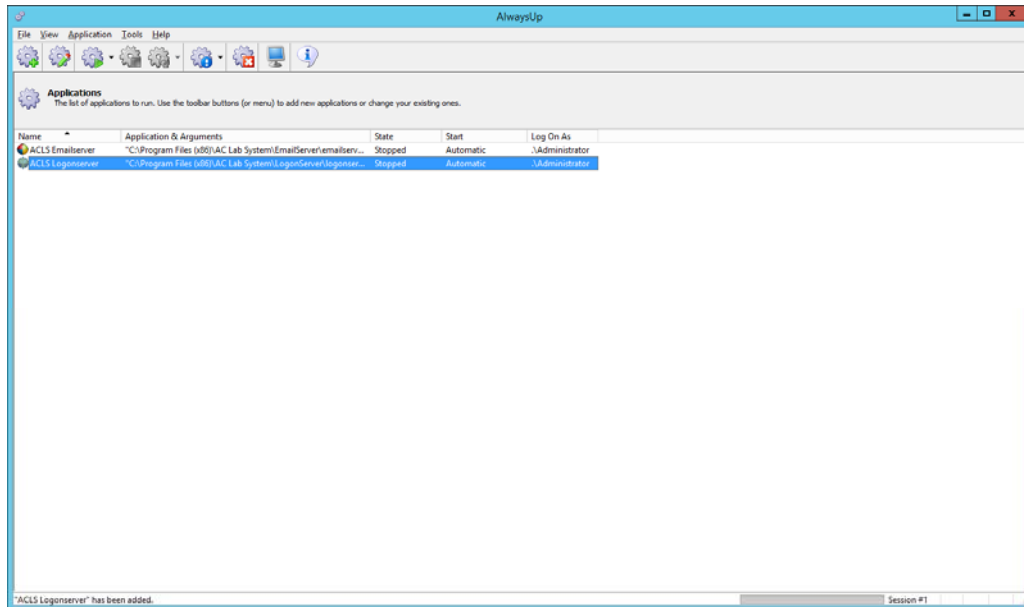 AlwaysUp
File View Application Tools Help
Applications
The list of applications to run. Use the toolbar buttons (or menu) to add new applications or change your existing ones.
Name Application & Arguments State Start Log On As
ACLS Emailserver "C:\Program Files (x86)\AC Lab System\EmailServer\emailserv... Stopped Automatic .\Administrator
ACLS Logonserver "C:\Program Files (x86)\AC Lab System\LogonServer\logonser... Stopped Automatic .\Administrator
"ACLS Logonserver" has been added. Session #1